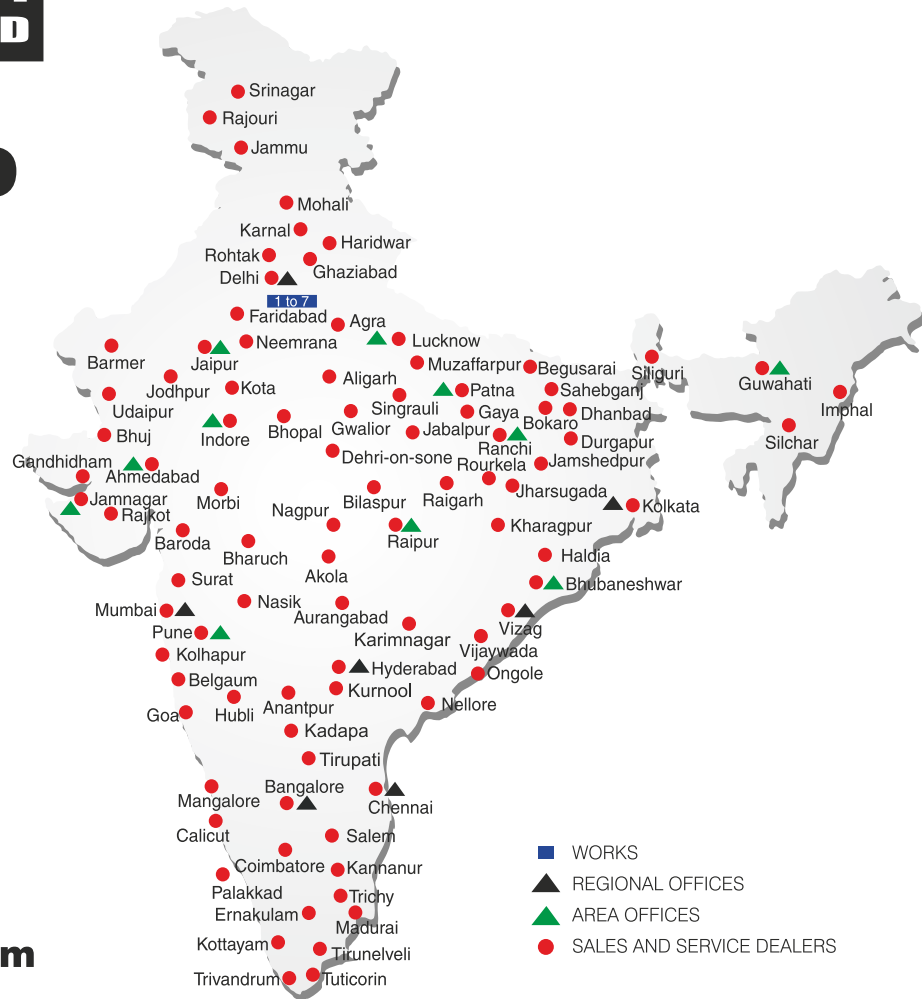 D
Srinagar
Rajouri
Jammu
Mohali
Karnal
Haridwar
Rohtak
Ghaziabad
Delhi
1 to 7
Faridabad
Agra
Neemrana
Lucknow
Barmer
Jaipur
Muzaffarpur
Begusarai
Siliguri
Guwahati
Jodhpur
Kota
Aligarh
Patna
Sahebganj
Imphal
Udaipur
Singrauli
Gaya
Bokaro
Dhanbad
Bhuj
Indore
Bhopal
Gwalior
Jabalpur
Ranchi
Durgapur
Silchar
Gandhidham
Ahmedabad
Dehri-on-sone
Rourkela
Jamshedpur
Jamnagar
Morbi
Bilaspur
Raigarh
Jharsugada
Kolkata
Rajkot
Nagpur
Raipur
Kharagpur
Baroda
Bharuch
Akola
Haldia
Surat
Bhubaneshwar
Mumbai
Nasik
Aurangabad
Vizag
Pune
Karimnagar
Vijaywada
Kolhapur
Hyderabad
Ongole
Belgaum
Kurnool
Goa
Hubli
Anantpur
Nellore
Kadapa
Tirupati
Mangalore
Bangalore
Chennai
Calicut
Salem
Coimbatore
Kannanur
Palakkad
Trichy
Ernakulam
Madurai
Kottayam
Tirunelveli
Trivandrum
Tuticorin
WORKS
REGIONAL OFFICES
AREA OFFICES
SALES AND SERVICE DEALERS
m